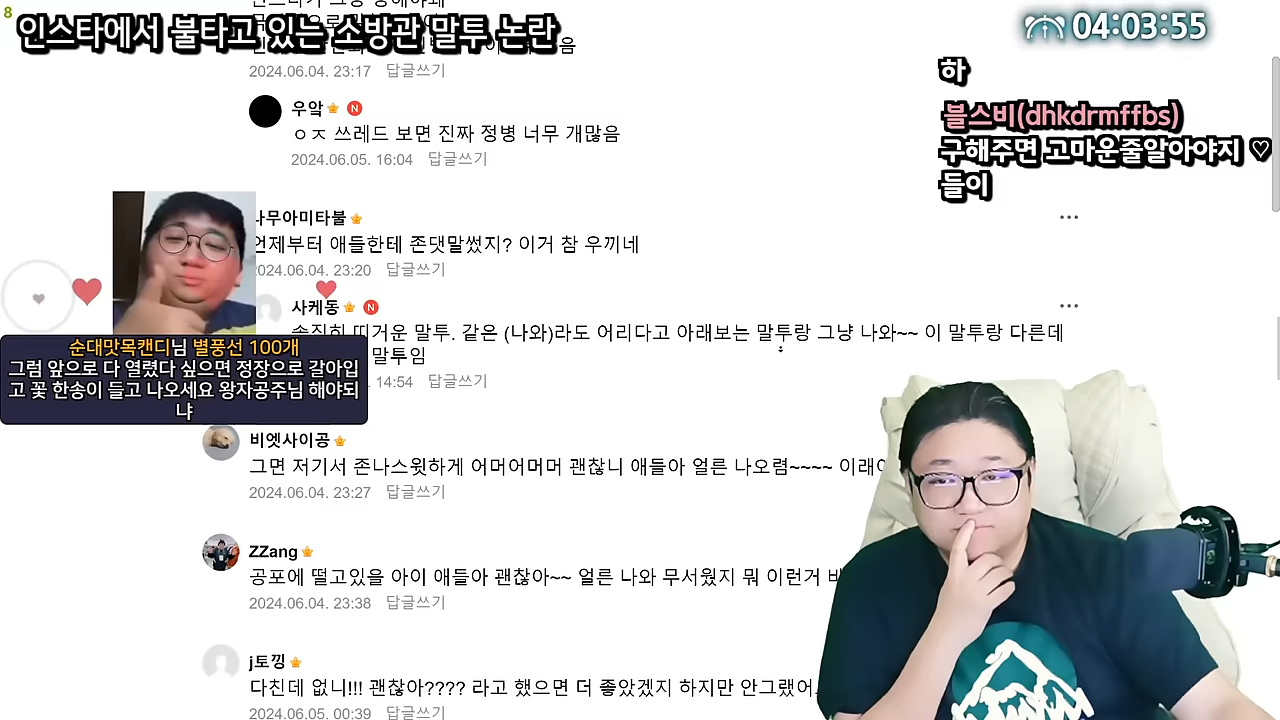 8
인스타에서 불타고 있는 소방관 말투 논란
04:03:55
2024.06.04. 23:17 답글쓰기
하
블스비(dhkdrmffbs)
구해주면 고마운줄알아야지 ♡
들이
우앜 N
ㅇㅈ 쓰레드 보면 진짜 정병 너무 개많음
2024.06.05. 16:04 답글쓰기
나무아미타불
언제부터 애들한테 존댓말썼지? 이거 참 우끼네
2024.06.04. 23:20 답글쓰기
사케동 N
솔직히 띠거운 말투. 같은 (나와)라도 어리다고 아래보는 말투랑 그냥 나와~~ 이 말투랑 다른데
말투임
14:54 답글쓰기
순대맛목캔디님 별풍선 100개
그럼 앞으로 다 열렸다 싶으면 정장으로 갈아입
고 꽃 한송이 들고 나오세요 왕자공주님 해야되
냐
비엣사이공
그면 저기서 존나스윗하게 어머어머머 괜찮니 애들아 얼른 나오렴~~~~ 이래야
2024.06.04. 23:27 답글쓰기
ZZang
공포에 떨고있을 아이 애들아 괜찮아~~ 얼른 나와 무서웠지 뭐 이런거
2024.06.04. 23:38 답글쓰기
j토낑
다친데 없니!!! 괜찮아???? 라고 했으면 더 좋았겠지 하지만 안그랬어
2024.06.05. 00:39 답글쓰기